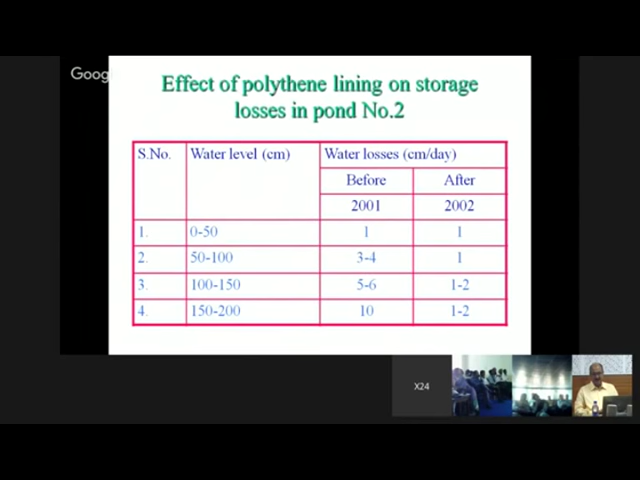 Goog
Effect of polythene lining on storage
losses in pond No.2
S.No. Water level (cm) Water losses (cm/day)
Before After
2001 2002
1. 0-50 1 1
2. 50-100 3-4 1
3. 100-150 5-6 1-2
4. 150-200 10 1-2
X24